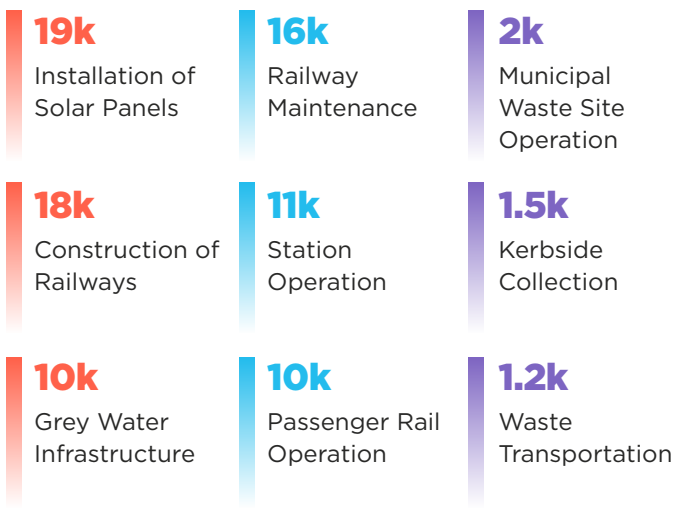 19k
Installation of
Solar Panels
16k
Railway
Maintenance
2k
Municipal
Waste Site
Operation
18k
Construction of
Railways
11k
Station
Operation
1.5k
Kerbside
Collection
10k
Grey Water
Infrastructure
10k
Passenger Rail
Operation
1.2k
Waste
Transportation